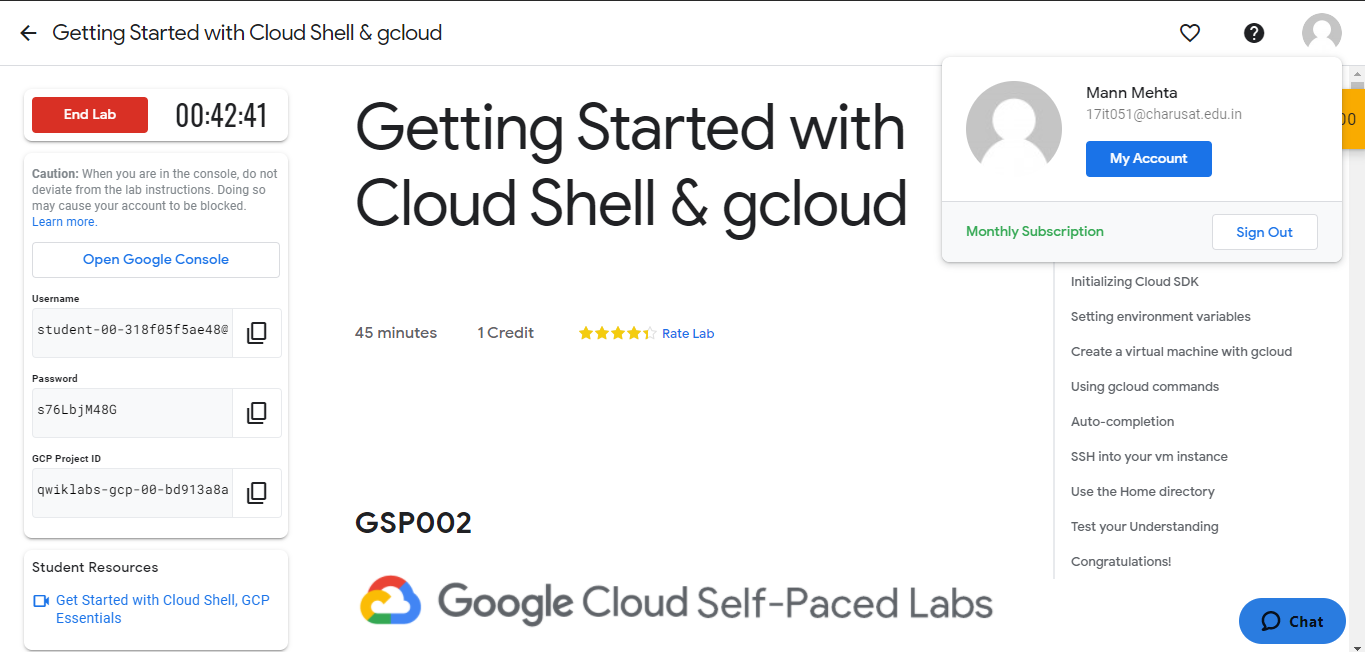 Getting Started with Cloud Shell & gcloud
End Lab
00:42:41
Caution: When you are in the console, do not
deviate from the lab instructions. Doing so
may cause your account to be blocked.
Learn more.
Open Google Console
Username
student-00-318f05f5ae48@
Password
s76LbjM48G
GCP Project ID
qwiklabs-gcp-00-bd913a8a
Student Resources
Get Started with Cloud Shell, GCP
Essentials
Getting Started with
Cloud Shell & gcloud
45 minutes
1 Credit
Rate Lab
GSP002
Google Cloud Self-Paced Labs
Mann Mehta
17it051@charusat.edu.in
My Account
Monthly Subscription
Sign Out
Initializing Cloud SDK
Setting environment variables
Create a virtual machine with gcloud
Using gcloud commands
Auto-completion
SSH into your vm instance
Use the Home directory
Test your Understanding
Congratulations!
Chat